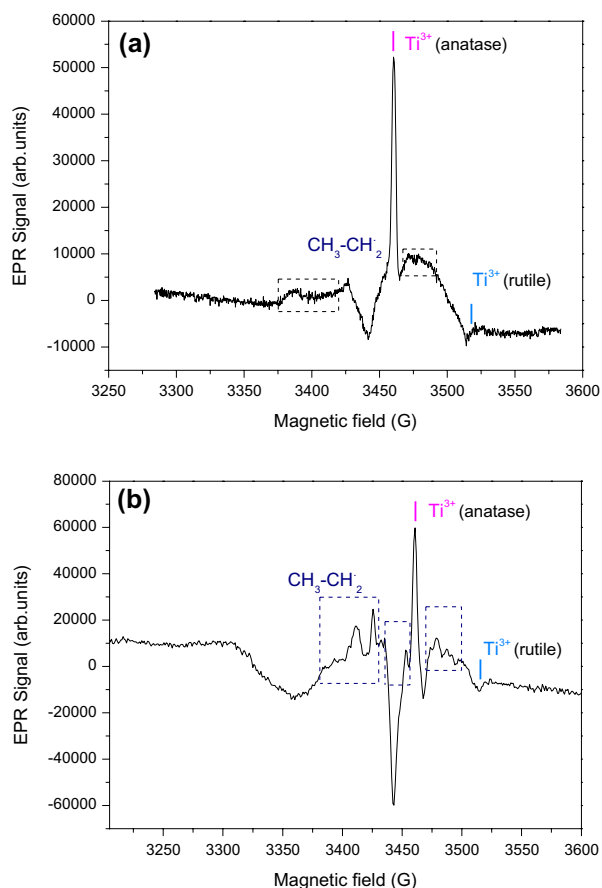 (a)
Ti³⁺ (anatase)
60000
50000
40000
30000
20000
10000
0
-10000
EPR Signal (arb.units)
CH₃-CH₂˙
Ti³⁺ (rutile)
3250 3300 3350 3400 3450 3500 3550 3600
Magnetic field (G)
(b)
Ti³⁺ (anatase)
80000
60000
40000
20000
0
-20000
-40000
-60000
EPR Signal (arb.units)
CH₃-CH₂˙
Ti³⁺ (rutile)
3250 3300 3350 3400 3450 3500 3550 3600
Magnetic field (G)